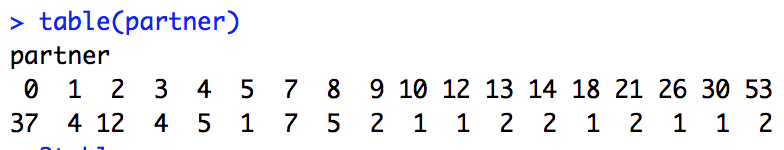 > table(partner)
partner
0 1 2 3 4 5 7 8 9 10 12 13 14 18 21 26 30 53
37 4 12 4 5 1 7 5 2 1 1 2 2 1 2 1 1 2